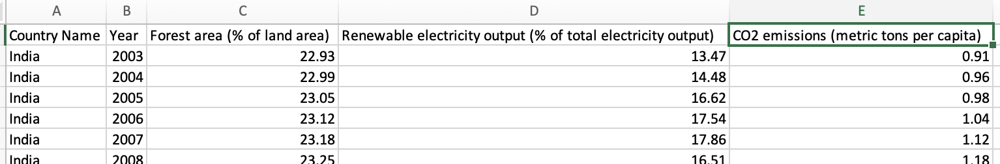 A B C D E
Country Name Year Forest area (% of land area) Renewable electricity output (% of total electricity output) CO2 emissions (metric tons per capita)
India 2003 22.93 13.47 0.91
India 2004 22.99 14.48 0.96
India 2005 23.05 16.62 0.98
India 2006 23.12 17.54 1.04
India 2007 23.18 17.86 1.12
India 2008 23.25 16.51 1.18